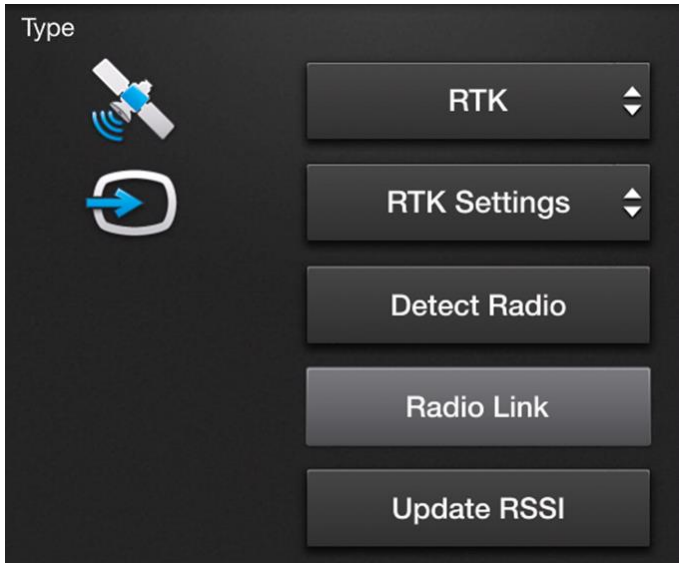 Type
RTK
RTK Settings
Detect Radio
Radio Link
Update RSSI